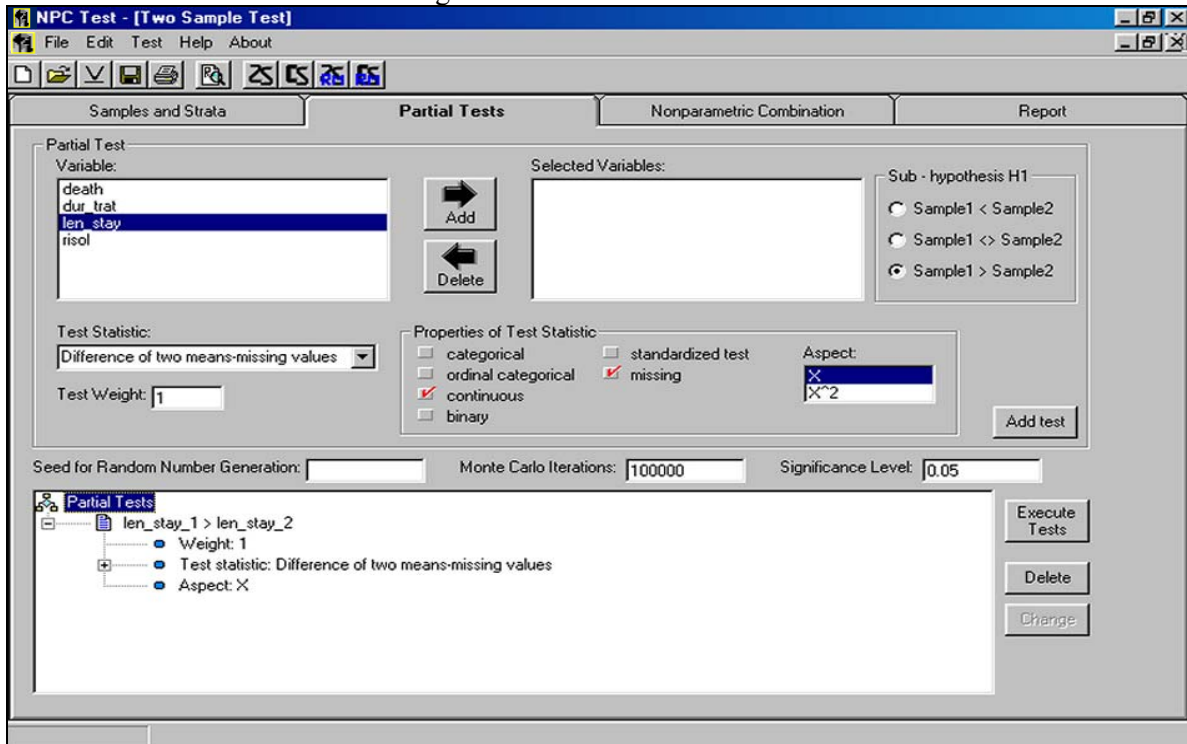 NPC Test - [Two Sample Test]
File Edit Test Help About
Samples and Strata
Partial Tests
Nonparametric Combination
Report
Partial Test
Variable:
death
dur_trat
len_stay
risol
Add
Delete
Selected Variables:
Sub - hypothesis H1
Sample1 < Sample2
Sample1 <> Sample2
Sample1 > Sample2
Test Statistic:
Difference of two means-missing values
Test Weight: 1
Properties of Test Statistic
categorical
ordinal categorical
continuous
binary
standardized test
missing
Aspect:
X
X^2
Add test
Seed for Random Number Generation:
Monte Carlo Iterations: 100000
Significance Level: 0.05
Partial Tests
len_stay_1 > len_stay_2
Weight: 1
Test statistic: Difference of two means-missing values
Aspect: X
Execute
Tests
Delete
Change